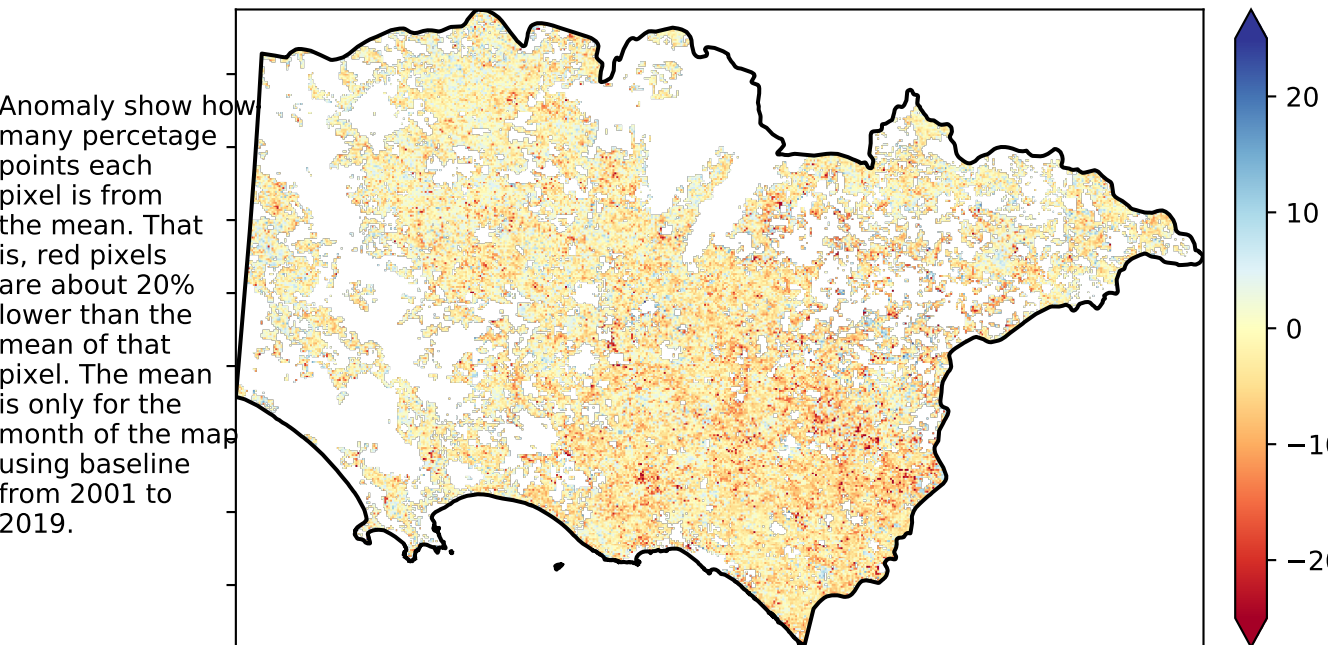 Anomaly show how
many percetage
points each
pixel is from
the mean. That
is, red pixels
are about 20%
lower than the
mean of that
pixel. The mean
is only for the
month of the map
using baseline
from 2001 to
2019.
20
10
0
−10
−20